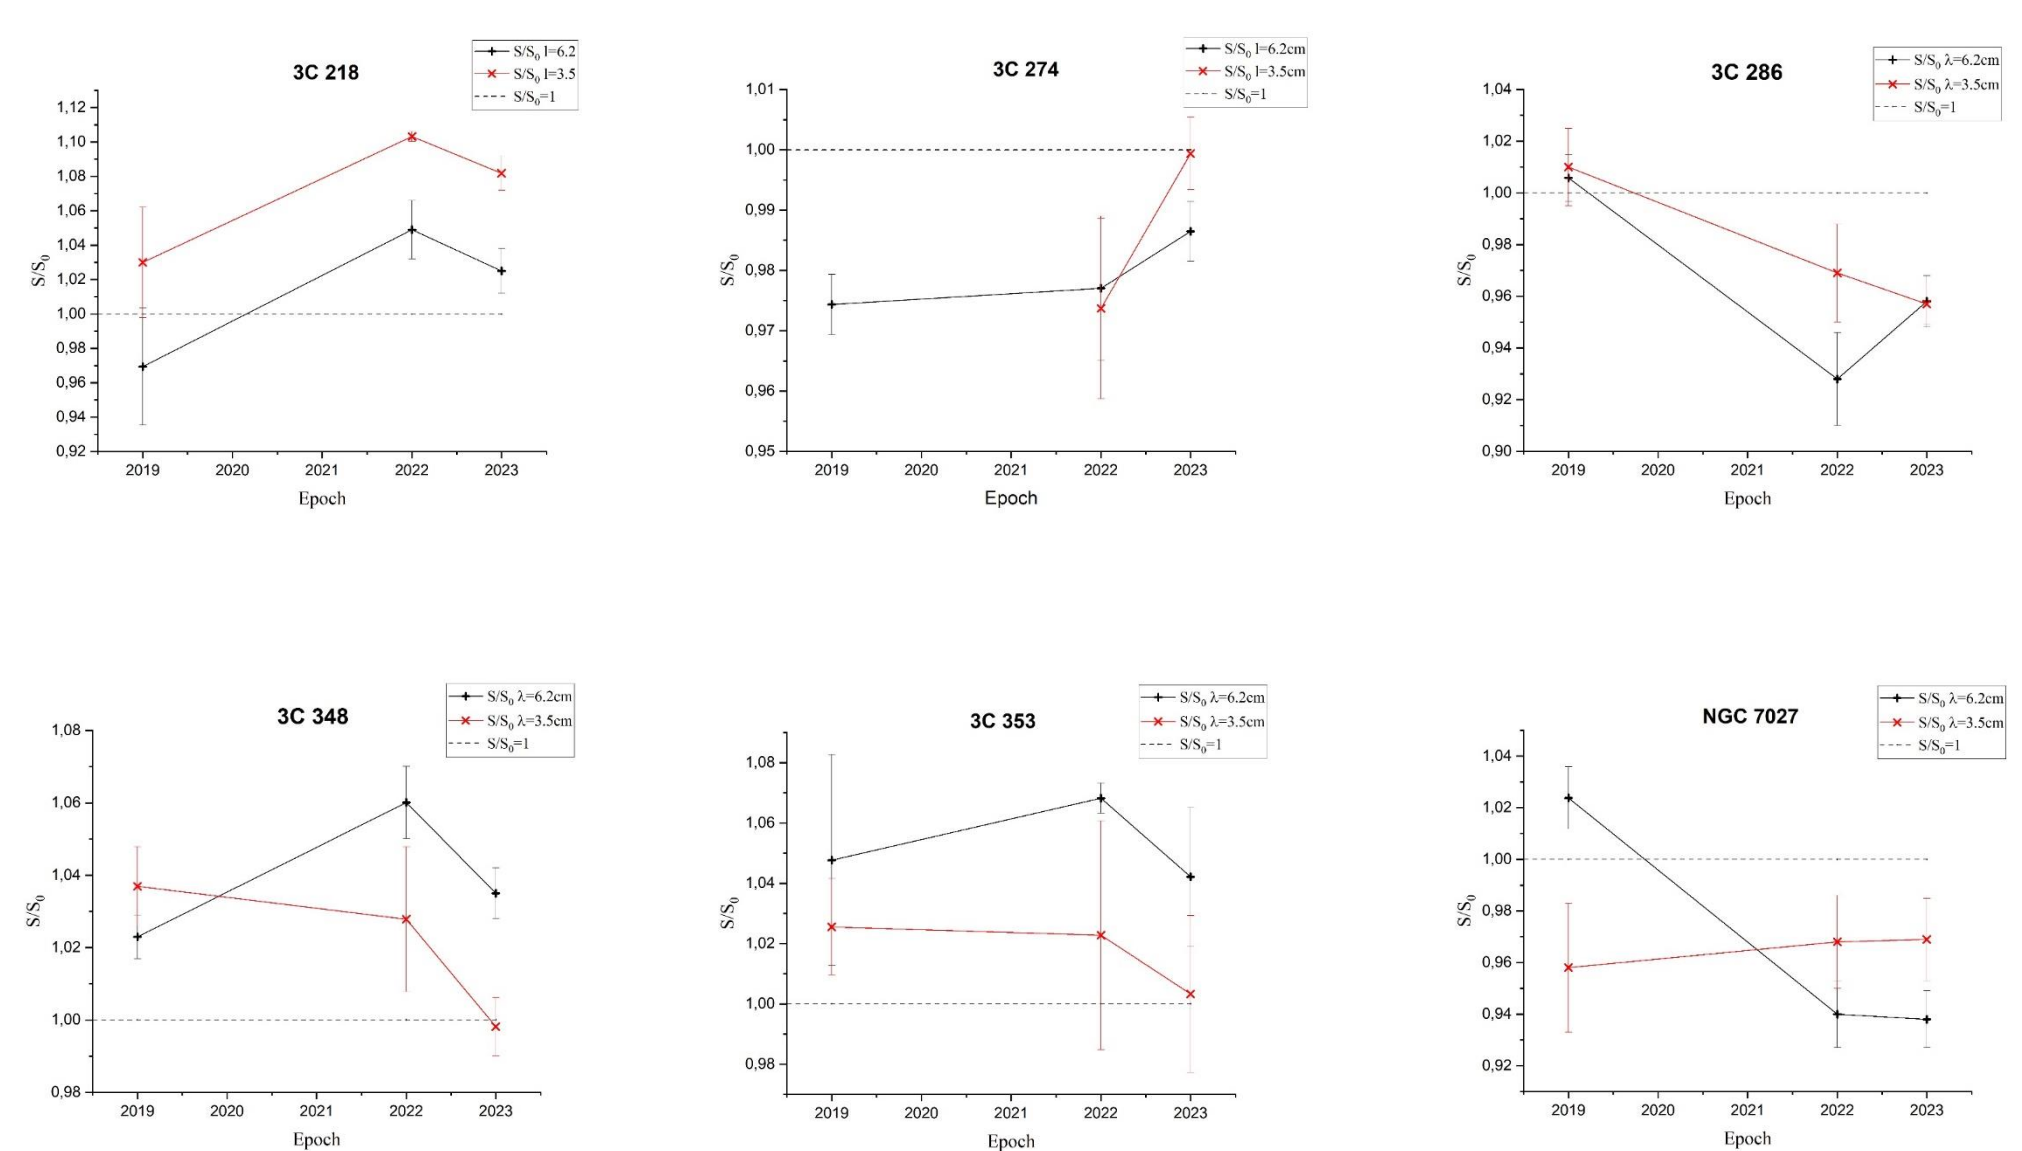 3C 218
S/S0 l=6.2
S/S0 l=3.5
S/S0=1
1,12
1,10
1,08
1,06
1,04
1,02
1,00
0,98
0,96
0,94
0,92
S/S0
2019 2020 2021 2022 2023
Epoch
3C 274
S/S0 l=6.2cm
S/S0 l=3.5cm
S/S0=1
1,01
1,00
0,99
0,98
0,97
0,96
0,95
S/S0
2019 2020 2021 2022 2023
Epoch
3C 286
S/S0 λ=6.2cm
S/S0 λ=3.5cm
S/S0=1
1,04
1,02
1,00
0,98
0,96
0,94
0,92
0,90
S/S0
2019 2020 2021 2022 2023
Epoch
3C 348
S/S0 λ=6.2cm
S/S0 λ=3.5cm
S/S0=1
1,08
1,06
1,04
1,02
1,00
0,98
S/S0
2019 2020 2021 2022 2023
Epoch
3C 353
S/S0 λ=6.2cm
S/S0 λ=3.5cm
S/S0=1
1,08
1,06
1,04
1,02
1,00
0,98
S/S0
2019 2020 2021 2022 2023
Epoch
NGC 7027
S/S0 λ=6.2cm
S/S0 λ=3.5cm
S/S0=1
1,04
1,02
1,00
0,98
0,96
0,94
0,92
S/S0
2019 2020 2021 2022 2023
Epoch